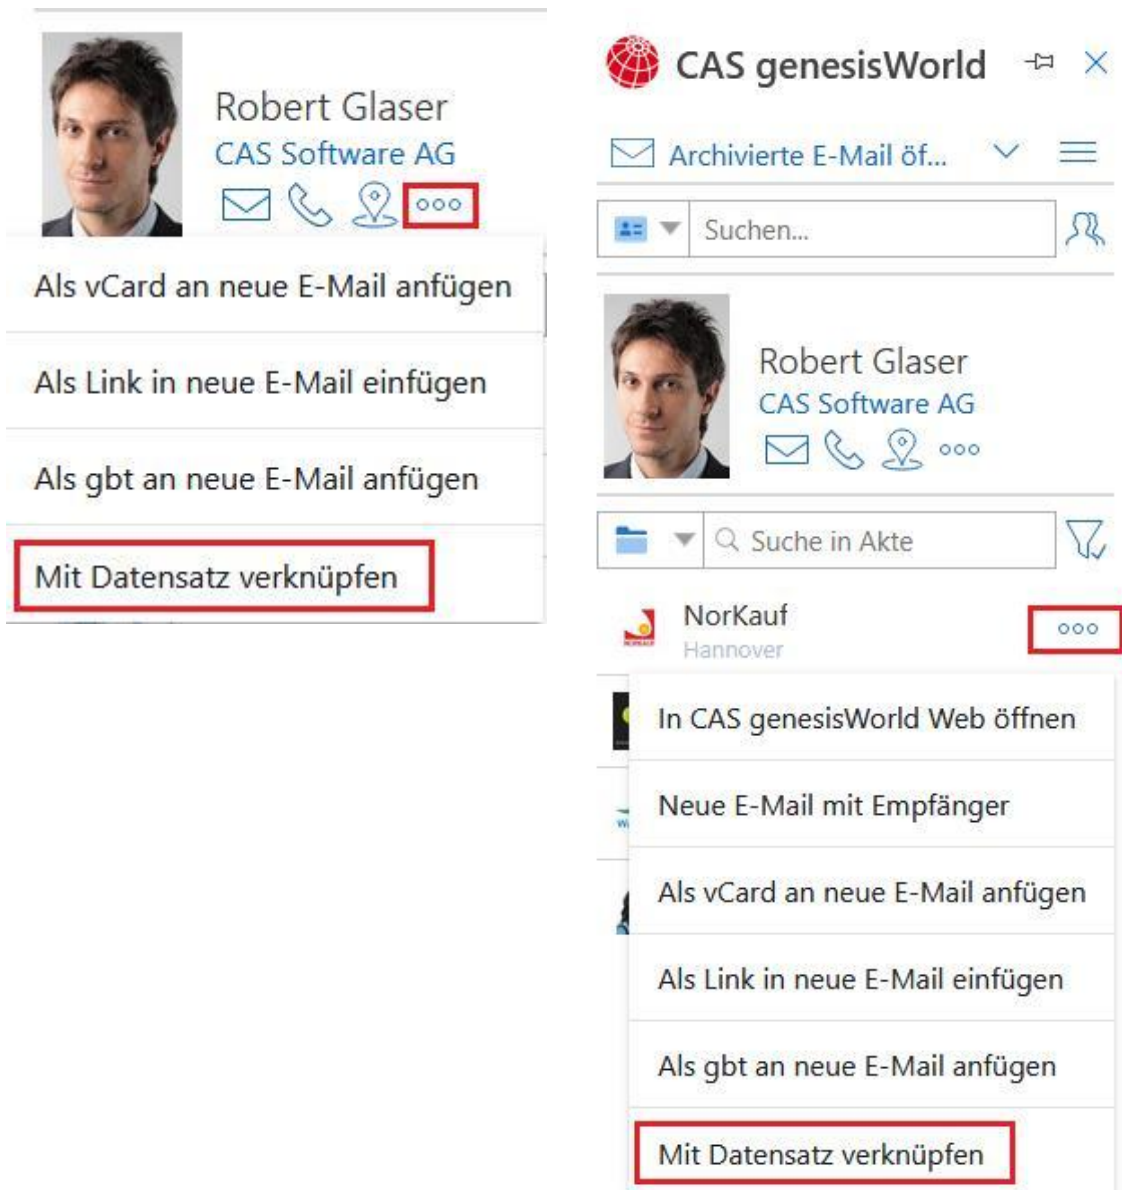 Robert Glaser
CAS Software AG
Als vCard an neue E-Mail anfügen
Als Link in neue E-Mail einfügen
Als gbt an neue E-Mail anfügen
Mit Datensatz verknüpfen
CAS genesisWorld
Archivierte E-Mail öf...
Suchen...
Robert Glaser
CAS Software AG
Suche in Akte
NORKAUF
NorKauf
Hannover
In CAS genesisWorld Web öffnen
Neue E-Mail mit Empfänger
Als vCard an neue E-Mail anfügen
Als Link in neue E-Mail einfügen
Als gbt an neue E-Mail anfügen
Mit Datensatz verknüpfen